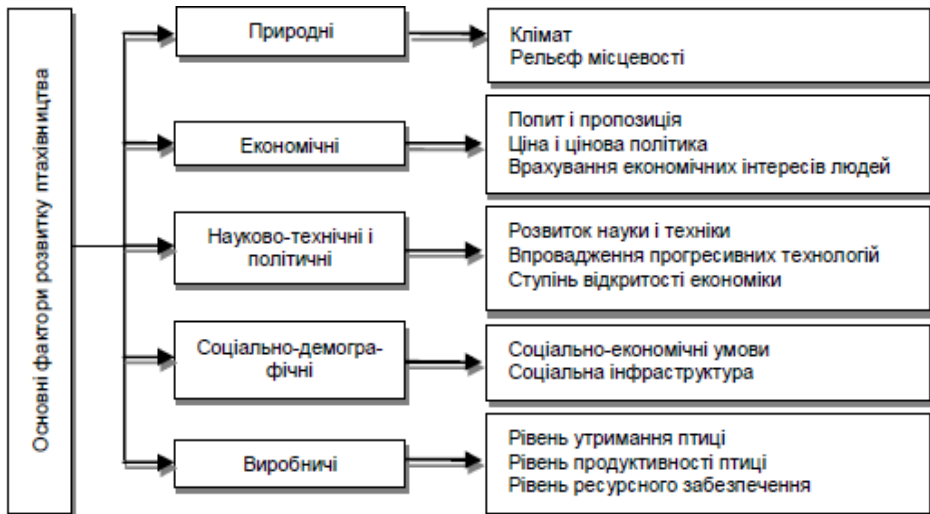 Основні фактори розвитку птахівництва
Природні
Клімат
Рельєф місцевості
Економічні
Попит і пропозиція
Ціна і цінова політика
Врахування економічних інтересів людей
Науково-технічні і
політичні
Розвиток науки і техніки
Впровадження прогресивних технологій
Ступінь відкритості економіки
Соціально-демогра-
фічні
Соціально-економічні умови
Соціальна інфраструктура
Виробничі
Рівень утримання птиці
Рівень продуктивності птиці
Рівень ресурсного забезпечення